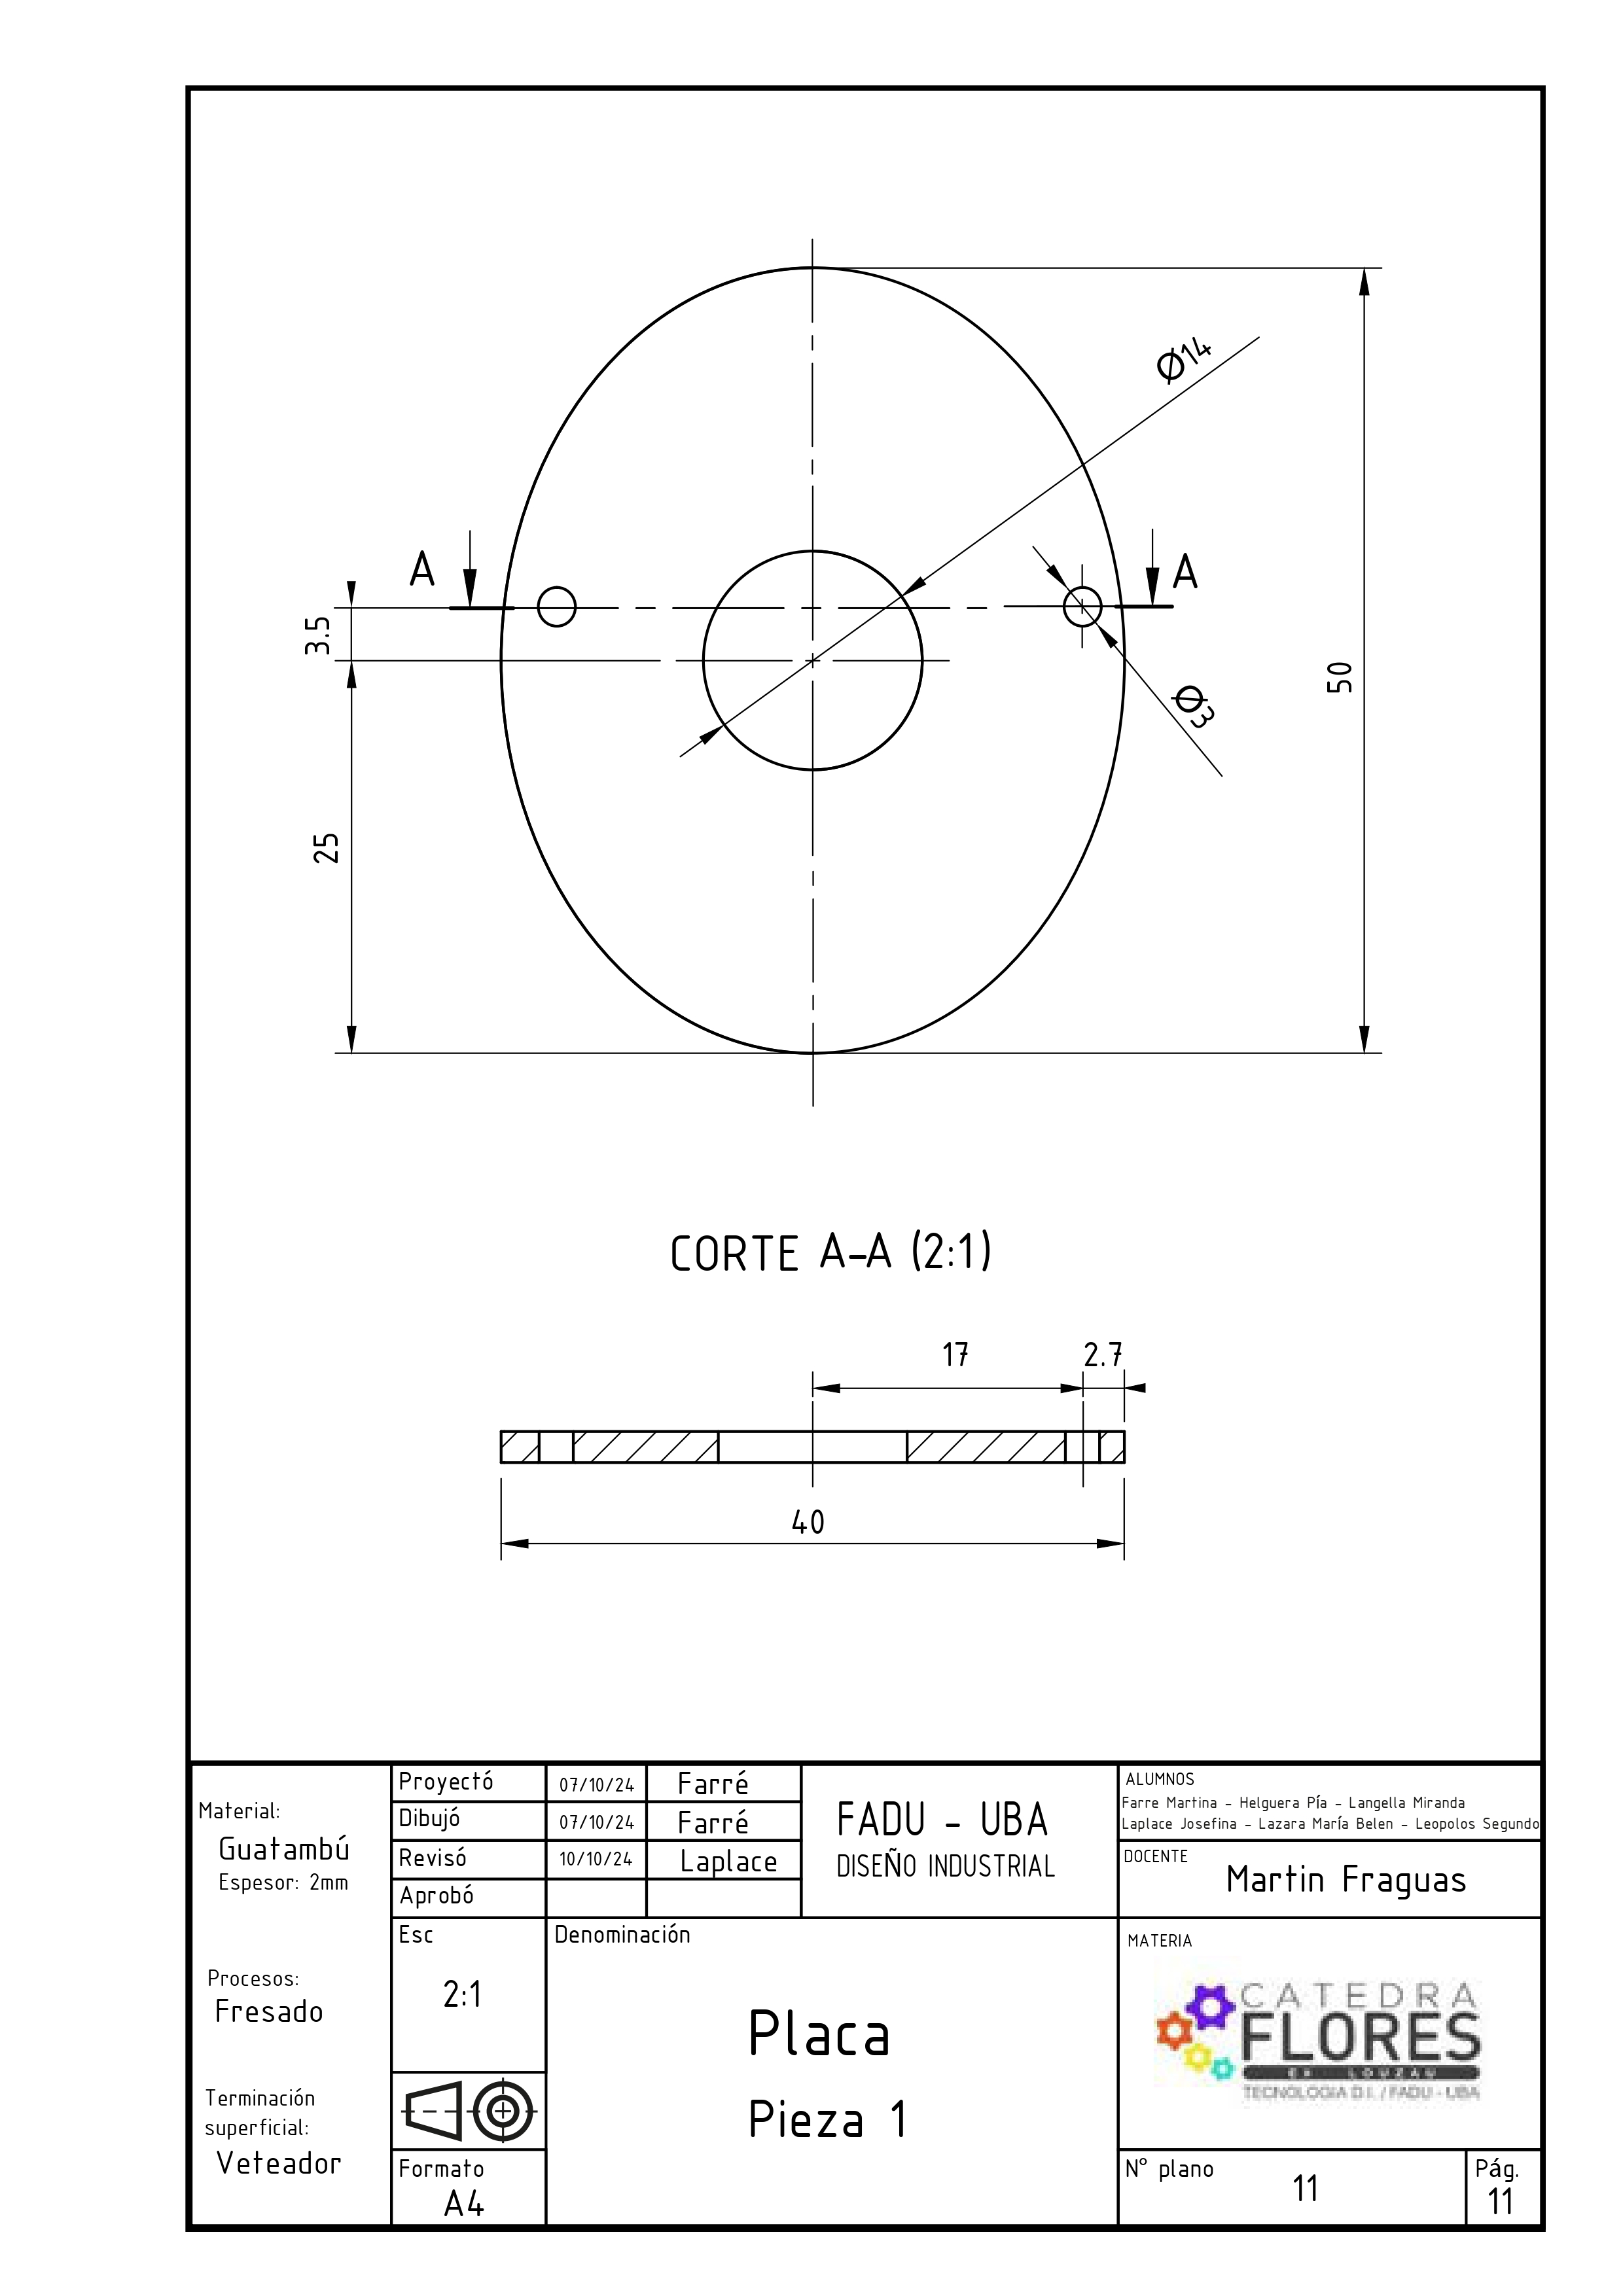 Ø14
A
A
3.5
Ø3
50
25
CORTE A-A (2:1)
17
2.7
40
Material:
Guatambú
Espesor: 2mm
Procesos:
Fresado
Terminación
superficial:
Veteador
Proyectó 07/10/24 Farré
Dibujó 07/10/24 Farré
Revisó 10/10/24 Laplace
Aprobó
Esc
2:1
Formato
A4
FADU - UBA
DISEÑO INDUSTRIAL
Denominación
Placa
Pieza 1
ALUMNOS
Farre Martina - Helguera Pía - Langella Miranda
Laplace Josefina - Lazara María Belen - Leopolos Segundo
DOCENTE
Martin Fraguas
MATERIA
CATEDRA
FLORES
EX LOUZAU
TECNOLOGIA D.I. / FADU - UBA
N° plano
11
Pág.
11